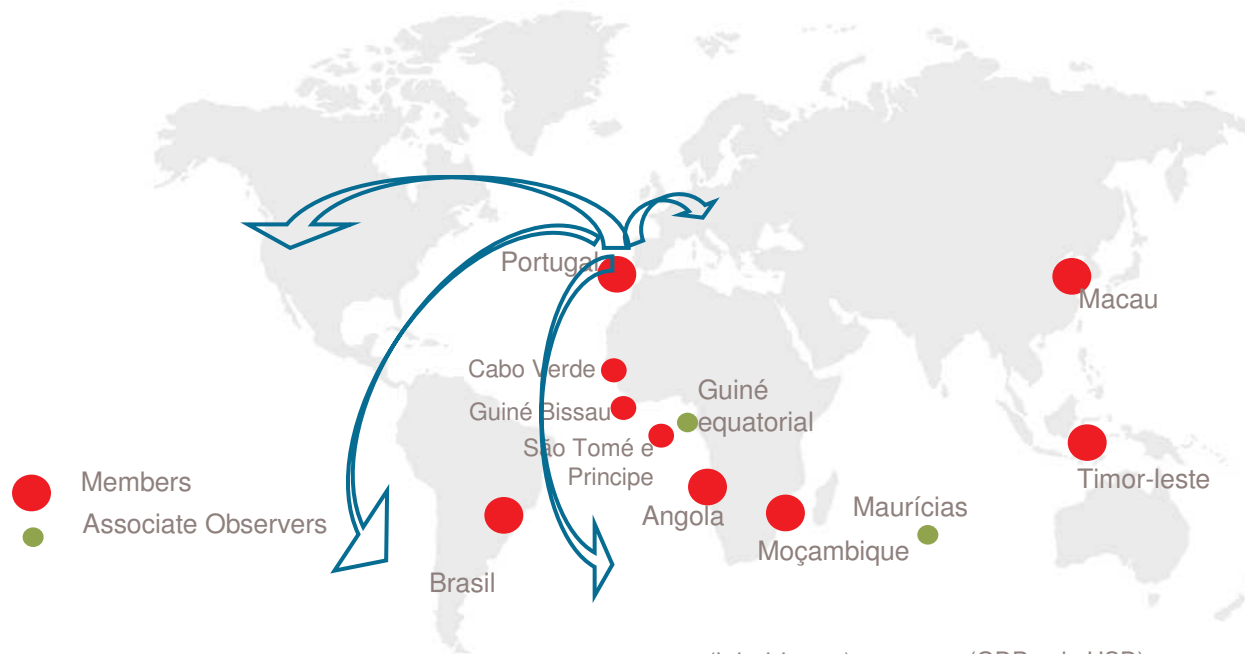 Portugal
Macau
Cabo Verde
Guiné
equatorial
Guiné Bissau
São Tomé e
Principe
Timor-leste
Members
Associate Observers
Angola
Maurícias
Moçambique
Brasil